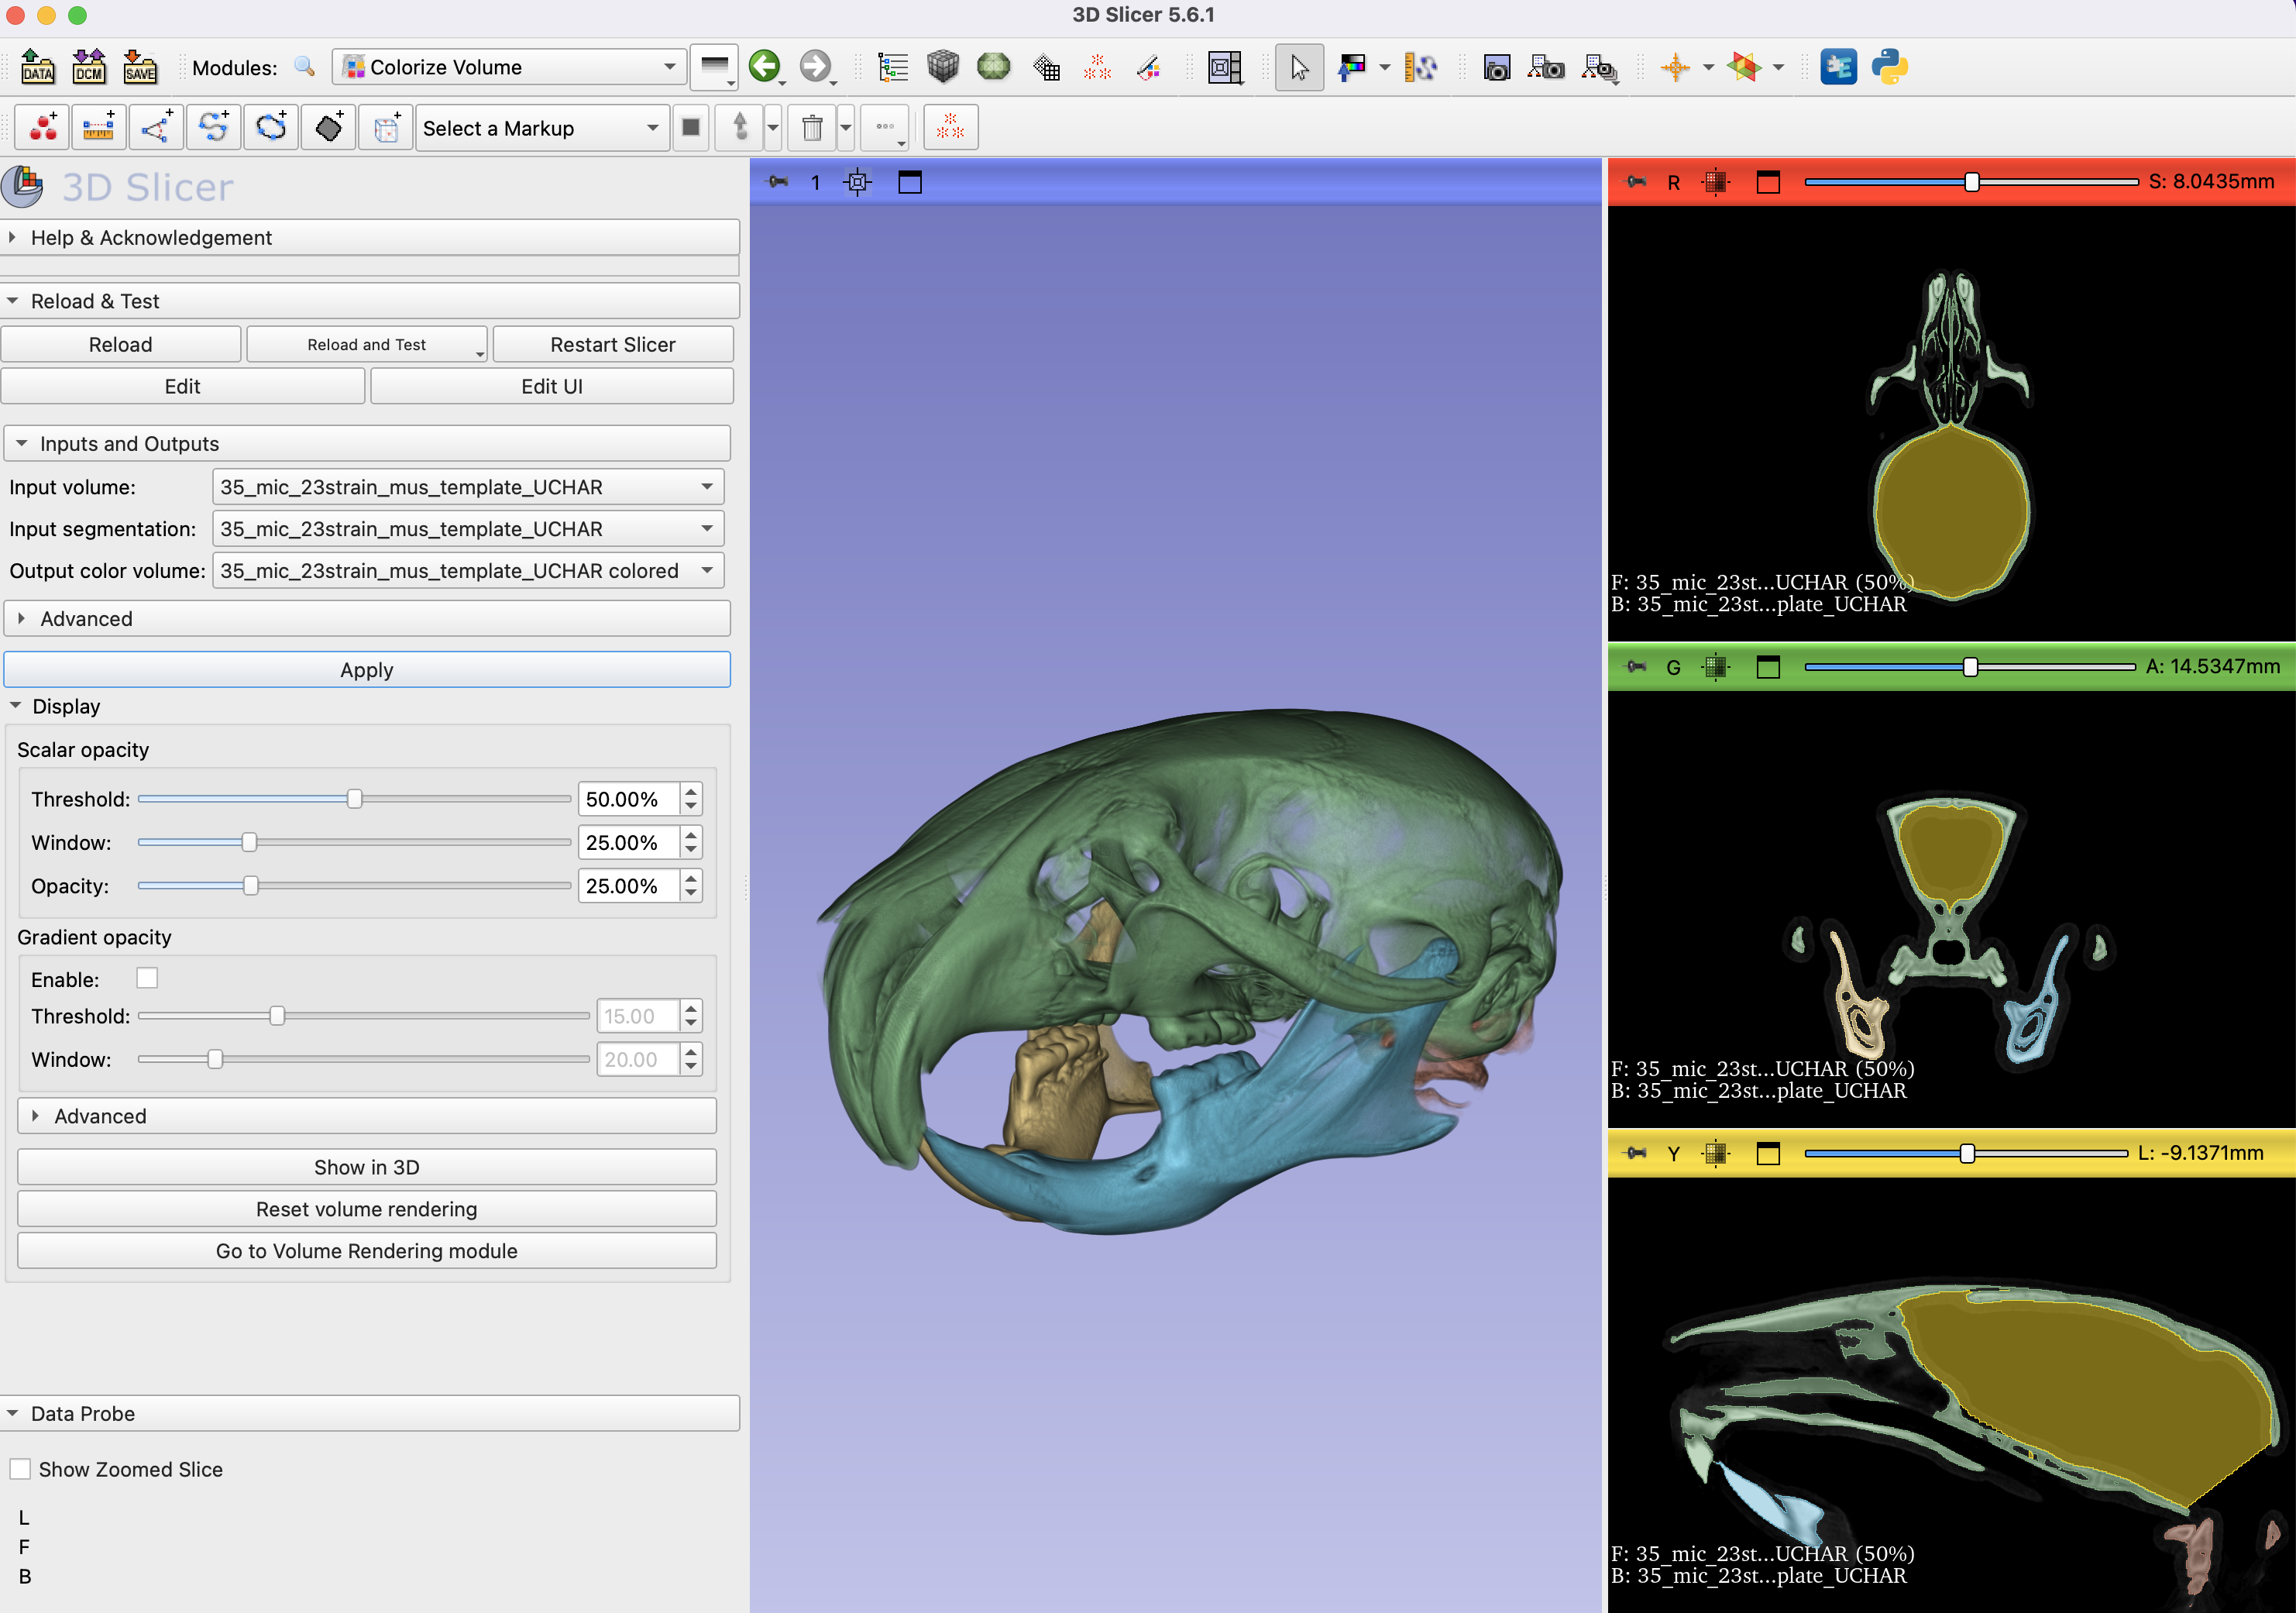 3D Slicer 5.6.1
DATA DCM SAVE Modules: Colorize Volume
Select a Markup
3D Slicer
Help & Acknowledgement
Reload & Test
Reload Reload and Test Restart Slicer
Edit Edit UI
Inputs and Outputs
Input volume: 35_mic_23strain_mus_template_UCHAR
Input segmentation: 35_mic_23strain_mus_template_UCHAR
Output color volume: 35_mic_23strain_mus_template_UCHAR colored
Advanced
Apply
Display
Scalar opacity
Threshold: 50.00%
Window: 25.00%
Opacity: 25.00%
Gradient opacity
Enable:
Threshold: 15.00
Window: 20.00
Advanced
Show in 3D
Reset volume rendering
Go to Volume Rendering module
Data Probe
Show Zoomed Slice
L
F
B
1
R S: 8.0435mm
F: 35_mic_23st...UCHAR (50%)
B: 35_mic_23st...plate_UCHAR
G A: 14.5347mm
F: 35_mic_23st...UCHAR (50%)
B: 35_mic_23st...plate_UCHAR
Y L: -9.1371mm
F: 35_mic_23st...UCHAR (50%)
B: 35_mic_23st...plate_UCHAR